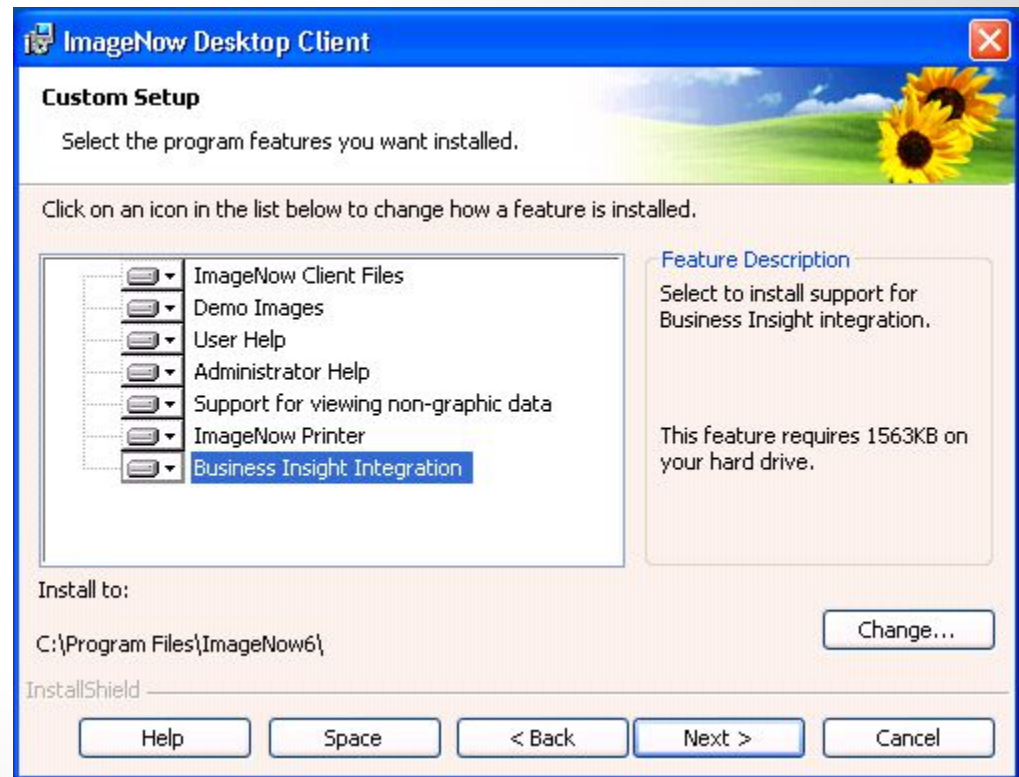 ImageNow Desktop Client
Custom Setup
Select the program features you want installed.
Click on an icon in the list below to change how a feature is installed.
ImageNow Client Files
Demo Images
User Help
Administrator Help
Support for viewing non-graphic data
ImageNow Printer
Business Insight Integration
Feature Description
Select to install support for
Business Insight integration.
This feature requires 1563KB on
your hard drive.
Install to:
C:\Program Files\ImageNow6\
Change...
InstallShield
Help
Space
< Back
Next >
Cancel